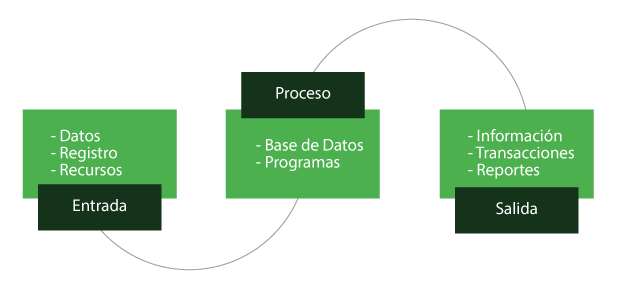 - Datos
- Registro
- Recursos
Entrada
Proceso
- Base de Datos
- Programas
- Información
- Transacciones
- Reportes
Salida